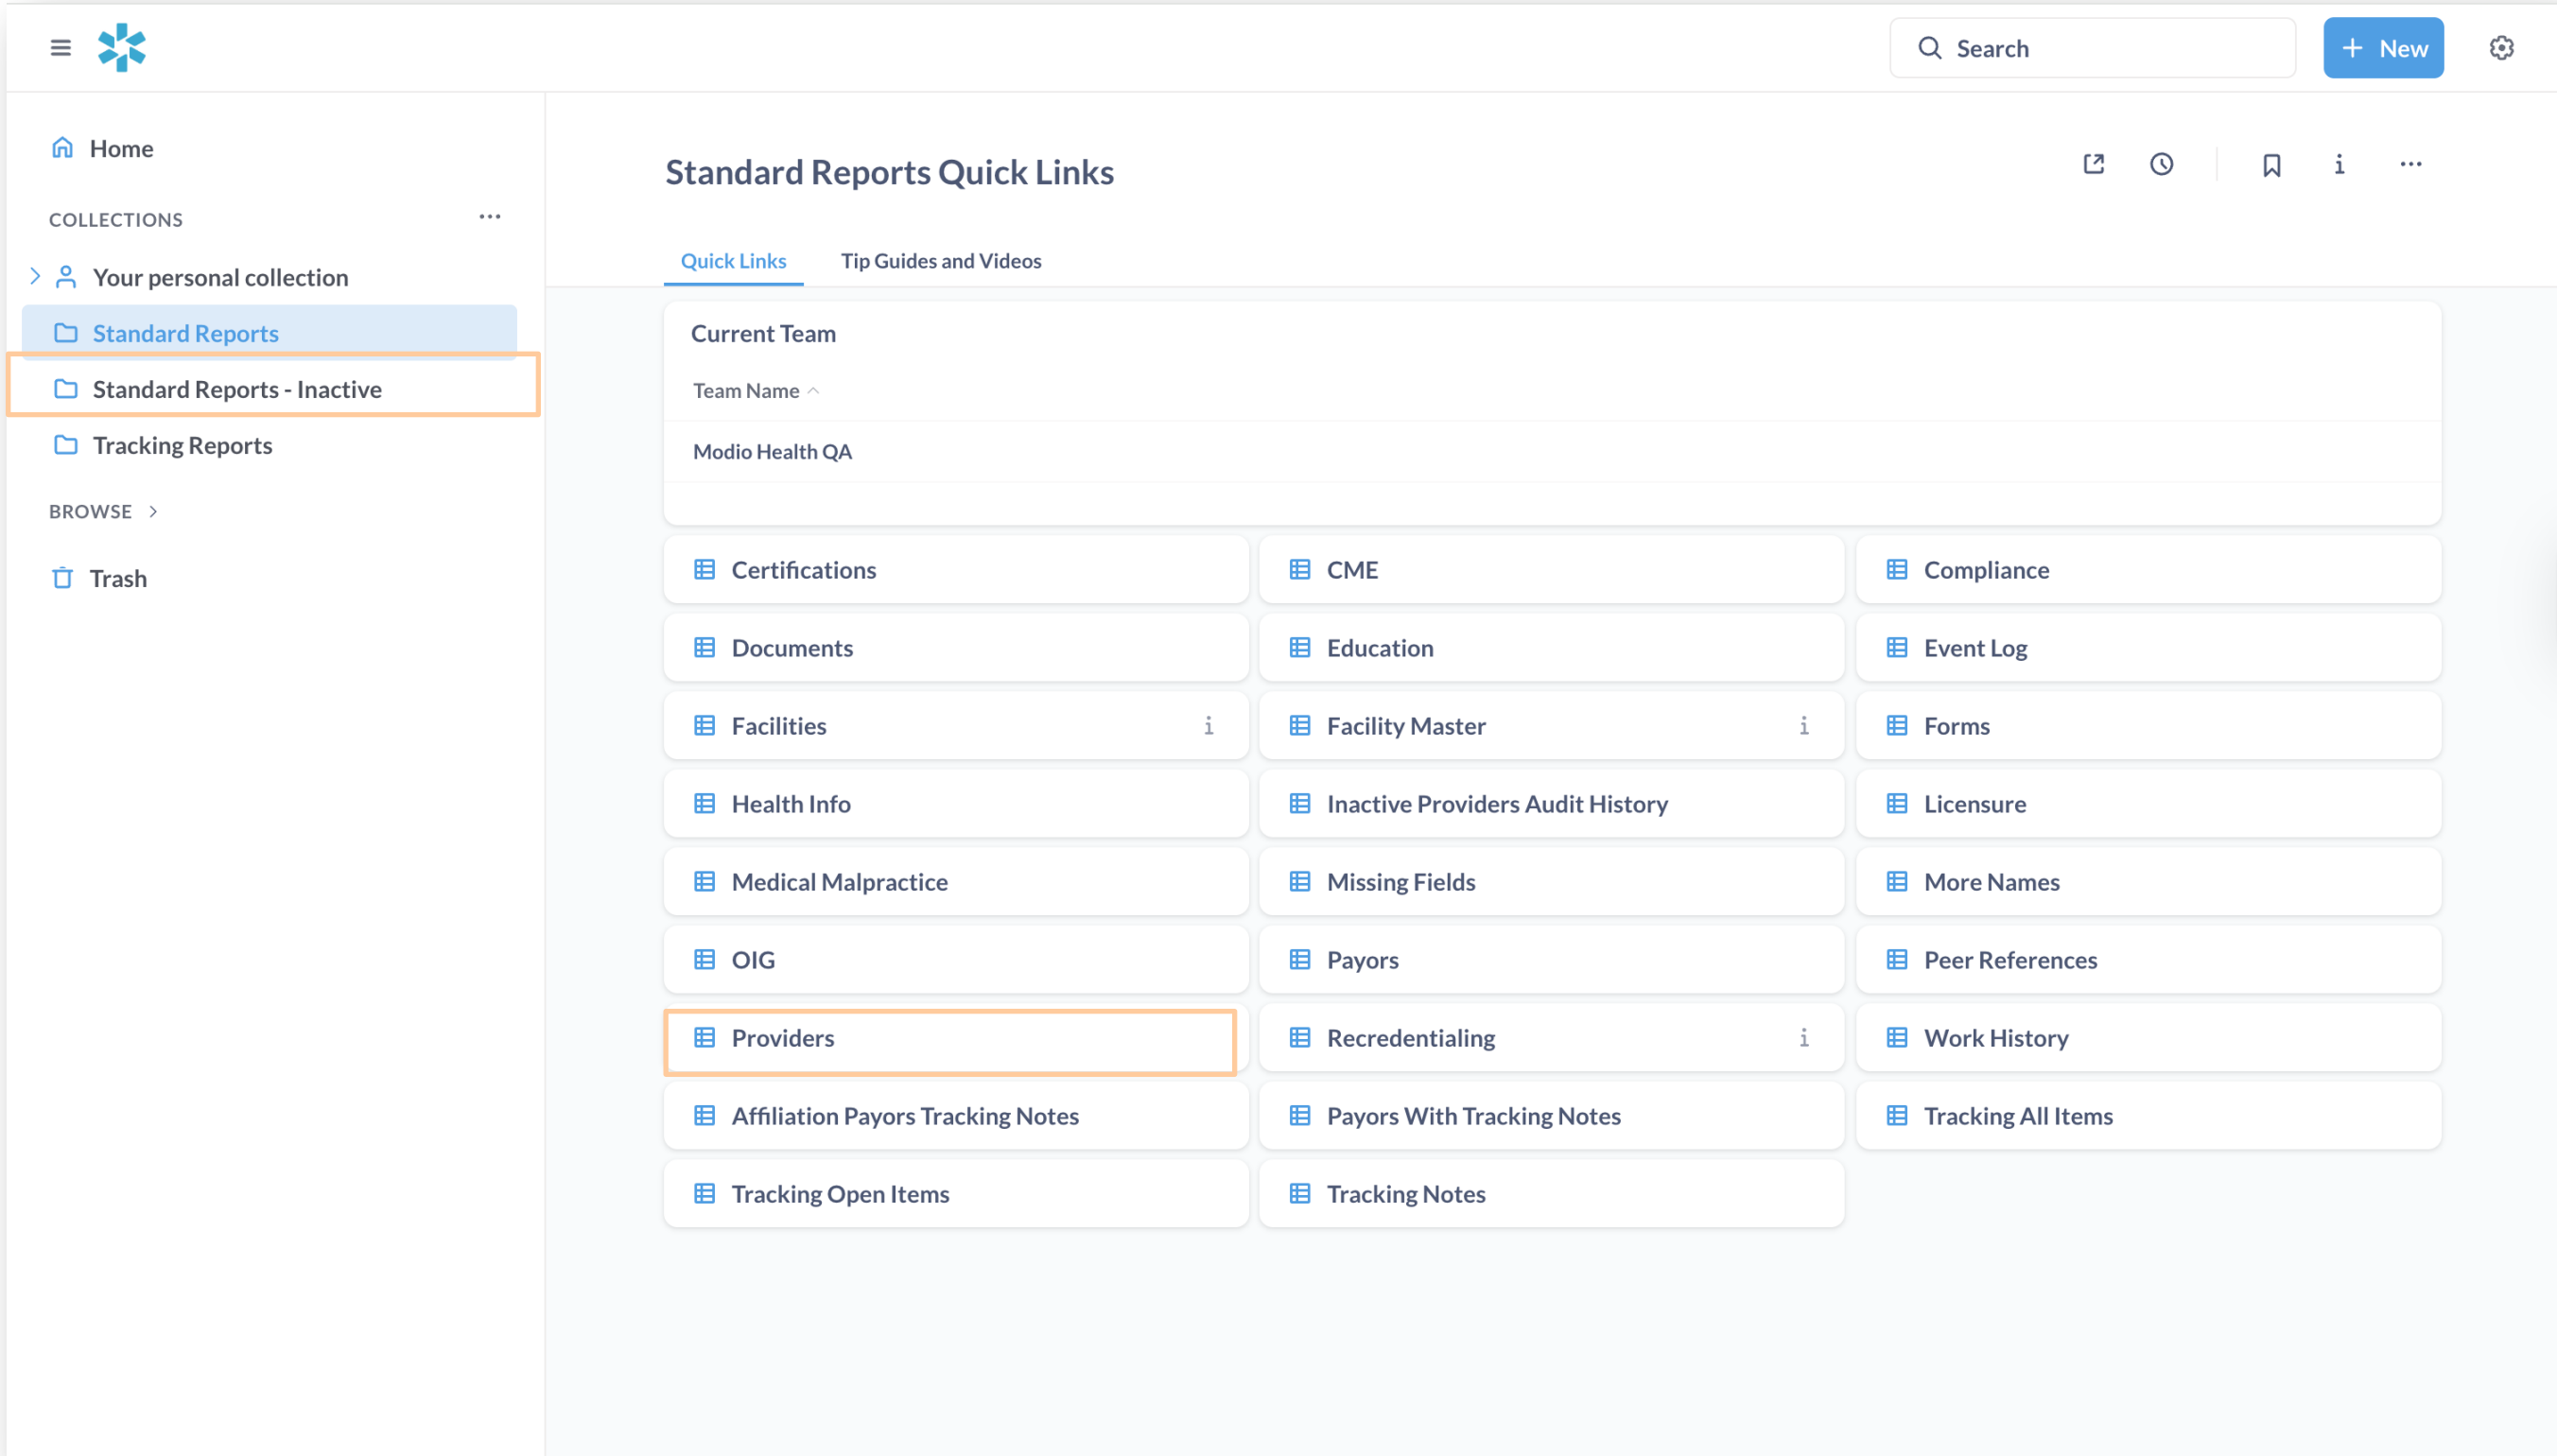 Search
+ New
Home
COLLECTIONS
Your personal collection
Standard Reports
Standard Reports - Inactive
Tracking Reports
BROWSE
Trash
Standard Reports Quick Links
Quick Links
Tip Guides and Videos
Current Team
Team Name
Modio Health QA
Certifications
CME
Compliance
Documents
Education
Event Log
Facilities
Facility Master
Forms
Health Info
Inactive Providers Audit History
Licensure
Medical Malpractice
Missing Fields
More Names
OIG
Payors
Peer References
Providers
Recredentialing
Work History
Affiliation Payors Tracking Notes
Payors With Tracking Notes
Tracking All Items
Tracking Open Items
Tracking Notes